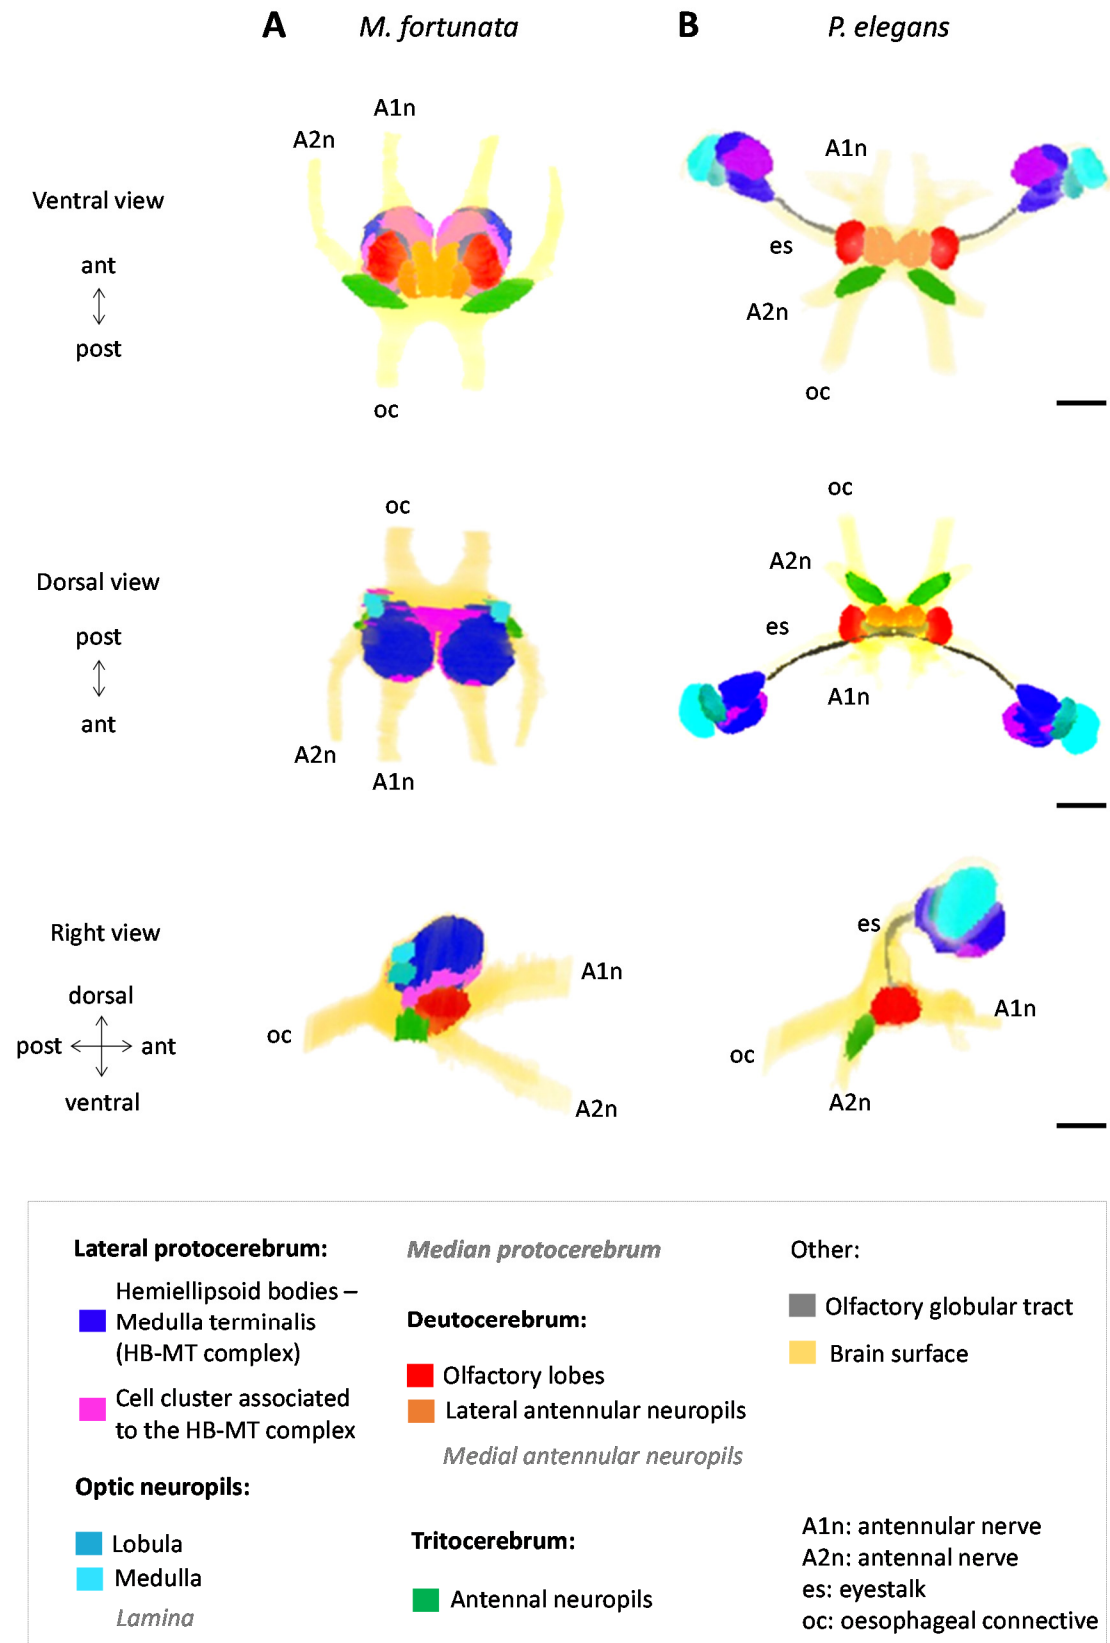 A M. fortunata B P. elegans
A1n
A2n
A1n
Ventral view
es
ant
A2n
post
oc
oc
oc
oc
A2n
Dorsal view
es
post
A1n
ant
A2n
A1n
Right view
es
A1n
dorsal
A1n
oc
post ant
oc
ventral
A2n
A2n
Lateral protocerebrum:
Hemiellipsoid bodies –
Medulla terminalis
(HB-MT complex)
Cell cluster associated
to the HB-MT complex
Optic neuropils:
Lobula
Medulla
Lamina
Median protocerebrum
Deutocerebrum:
Olfactory lobes
Lateral antennular neuropils
Medial antennular neuropils
Tritocerebrum:
Antennal neuropils
Other:
Olfactory globular tract
Brain surface
A1n: antennular nerve
A2n: antennal nerve
es: eyestalk
oc: oesophageal connective